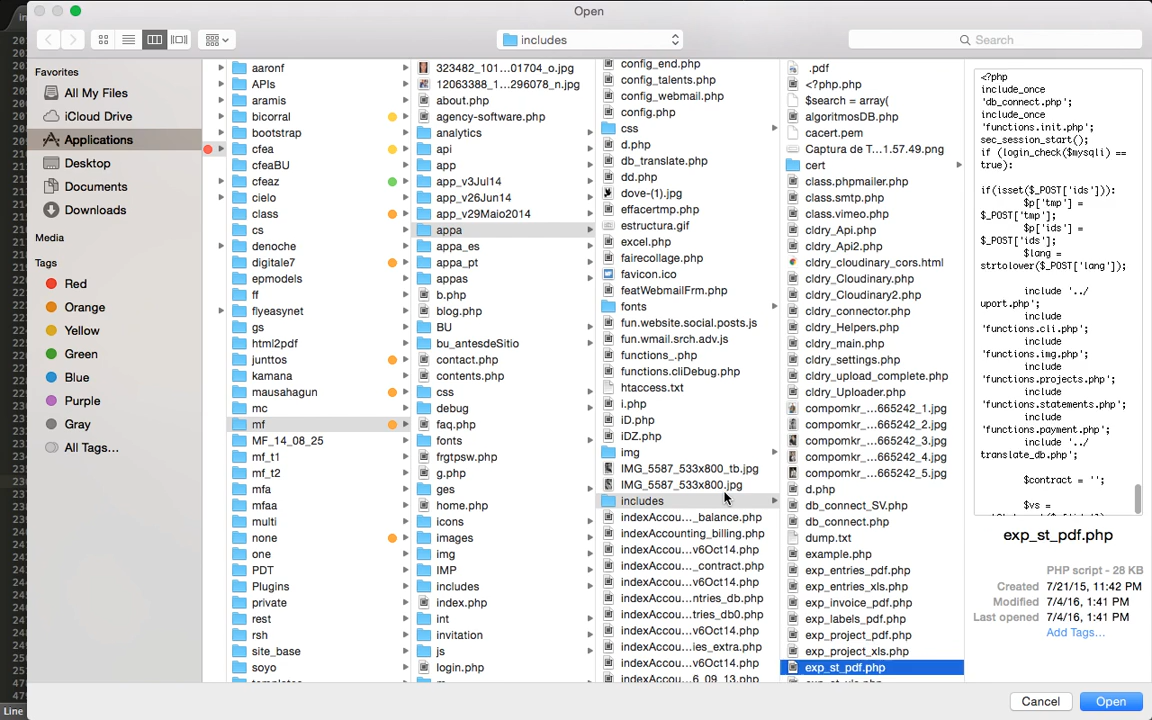 Open
includes
Search
Favorites
All My Files
iCloud Drive
Applications
Desktop
Documents
Downloads
Media
Tags
Red
Orange
Yellow
Green
Blue
Purple
Gray
All Tags...
aaronf
APIs
aramis
bicorral
bootstrap
cfea
cfeaBU
cfeaz
cielo
class
cs
denoche
digitale7
epmodels
ff
flyeasynet
gs
html2pdf
junttos
kamana
mausahagun
mc
mf
MF_14_08_25
mf_t1
mf_t2
mfa
mfaa
multi
none
one
PDT
Plugins
private
rest
rsh
site_base
soyo
323482_101...01704_o.jpg
12063388_1...296078_n.jpg
about.php
agency-software.php
analytics
api
app
app_v3Jul14
app_v26Jun14
app_v29Maio2014
appa
appa_es
appa_pt
appas
b.php
blog.php
BU
bu_antesdeSitio
contact.php
contents.php
css
debug
faq.php
fonts
frgtpsw.php
g.php
ges
home.php
icons
images
img
IMP
includes
index.php
int
invitation
js
login.php
config_end.php
config_talents.php
config_webmail.php
config.php
css
d.php
db_translate.php
dd.php
dove-(1).jpg
effacertmp.php
estructura.gif
excel.php
fairecollage.php
favicon.ico
featWebmailFrm.php
fonts
fun.website.social.posts.js
fun.wmail.srch.adv.js
functions_.php
functions.cliDebug.php
htaccess.txt
i.php
iD.php
iDZ.php
img
IMG_5587_533x800_tb.jpg
IMG_5587_533x800.jpg
includes
indexAccou..._balance.php
indexAccounting_billing.php
indexAccou...v6Oct14.php
indexAccou..._contract.php
indexAccou...v6Oct14.php
indexAccou...ntries_db.php
indexAccou...tries_db0.php
indexAccou...v6Oct14.php
indexAccou...ies_extra.php
indexAccou...v6Oct14.php
indexAccou...6_09_13.php
.pdf
<?php.php
$search = array(
algoritmosDB.php
cacert.pem
Captura de T...1.57.49.png
cert
class.phpmailer.php
class.smtp.php
class.vimeo.php
cldry_Api.php
cldry_Api2.php
cldry_cloudinary_cors.html
cldry_Cloudinary.php
cldry_Cloudinary2.php
cldry_connector.php
cldry_Helpers.php
cldry_main.php
cldry_settings.php
cldry_upload_complete.php
cldry_Uploader.php
compomkr_...665242_1.jpg
compomkr_...665242_2.jpg
compomkr_...665242_3.jpg
compomkr_...665242_4.jpg
compomkr_...665242_5.jpg
d.php
db_connect_SV.php
db_connect.php
dump.txt
example.php
exp_entries_pdf.php
exp_entries_xls.php
exp_invoice_pdf.php
exp_labels_pdf.php
exp_project_pdf.php
exp_project_xls.php
exp_st_pdf.php
<?php
include_once
'db_connect.php';
include_once
'functions.init.php';
sec_session_start();
if (login_check($mysqli) ==
true):
if(isset($_POST['ids'])):
$p['tmp'] =
$_POST['tmp'];
$p['ids'] =
$_POST['ids'];
$lang =
strtolower($_POST['lang']);
include '../
uport.php';
include
'functions.cli.php';
include
'functions.img.php';
include
'functions.projects.php';
include
'functions.statements.php';
include
'functions.payment.php';
include '../
translate_db.php';
$contract = '';
$vs =
exp_st_pdf.php
PHP script - 28 KB
Created 7/21/15, 11:42 PM
Modified 7/4/16, 1:41 PM
Last opened 7/4/16, 1:41 PM
Add Tags...
Cancel
Open
Line